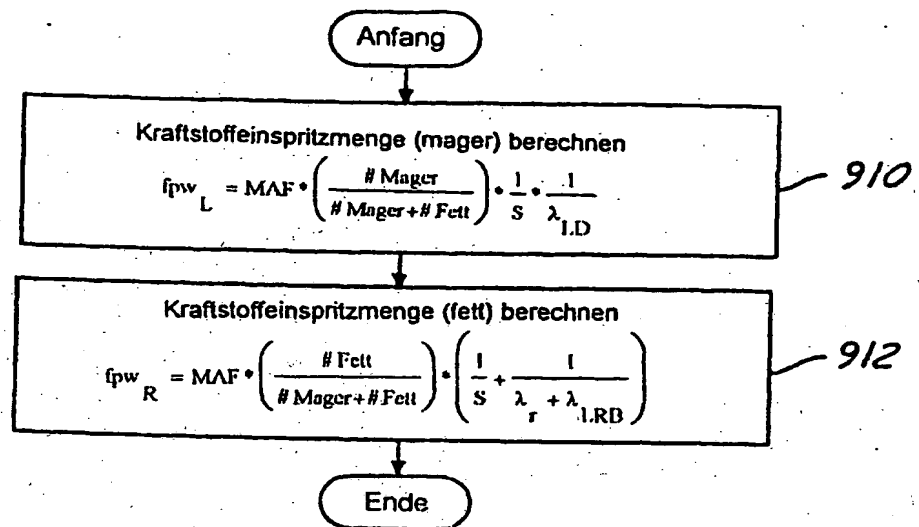 Anfang
Kraftstoffeinspritzmenge (mager) berechnen
fpw_L = MAF * ( # Mager / # Mager + # Fett ) * 1/S * 1/λ_LD
910
Kraftstoffeinspritzmenge (fett) berechnen
fpw_R = MAF * ( # Fett / # Mager + # Fett ) * ( 1/S + 1/λ_r + λ_LRB )
912
Ende